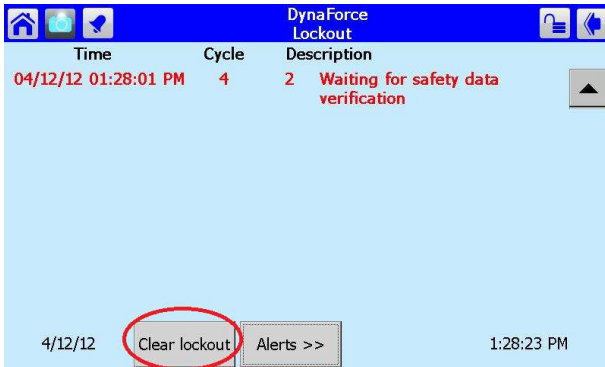 DynaForce
Lockout
Time Cycle Description
04/12/12 01:28:01 PM 4 2 Waiting for safety data
verification
4/12/12 Clear lockout Alerts >> 1:28:23 PM